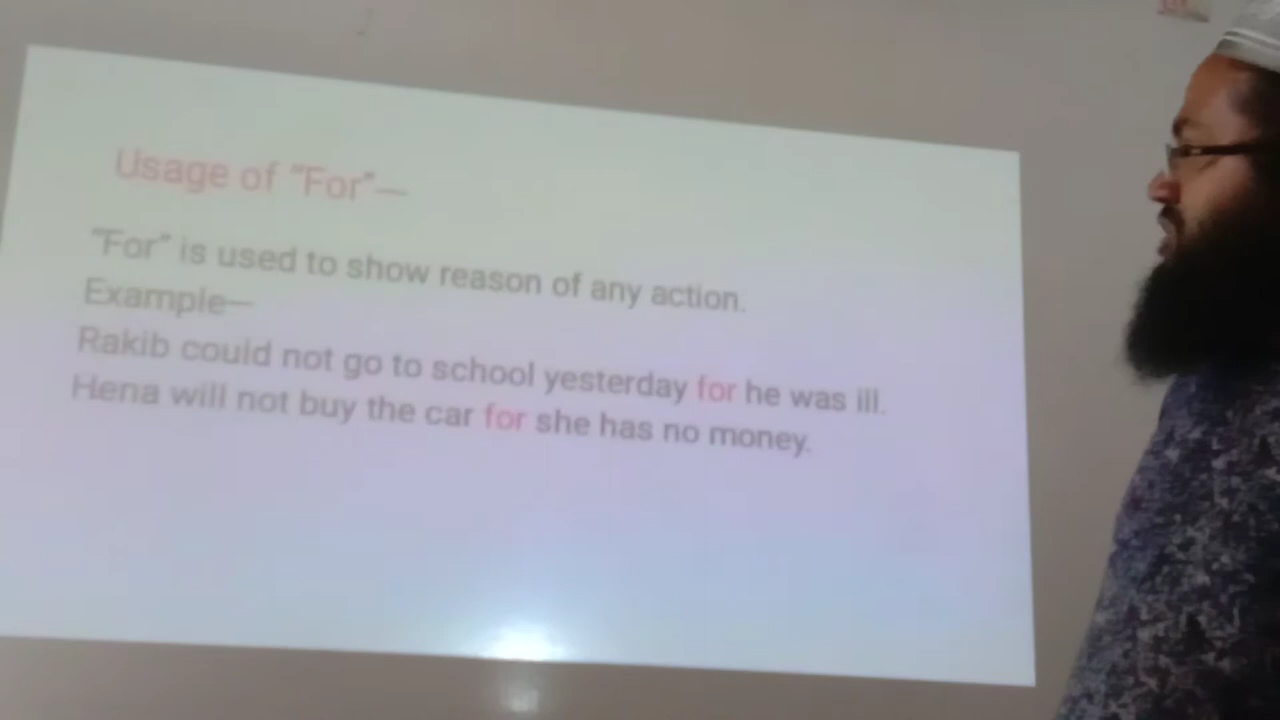 Usage of "For"—
"For" is used to show reason of any action.
Example—
Rakib could not go to school yesterday for he was ill.
Hena will not buy the car for she has no money.